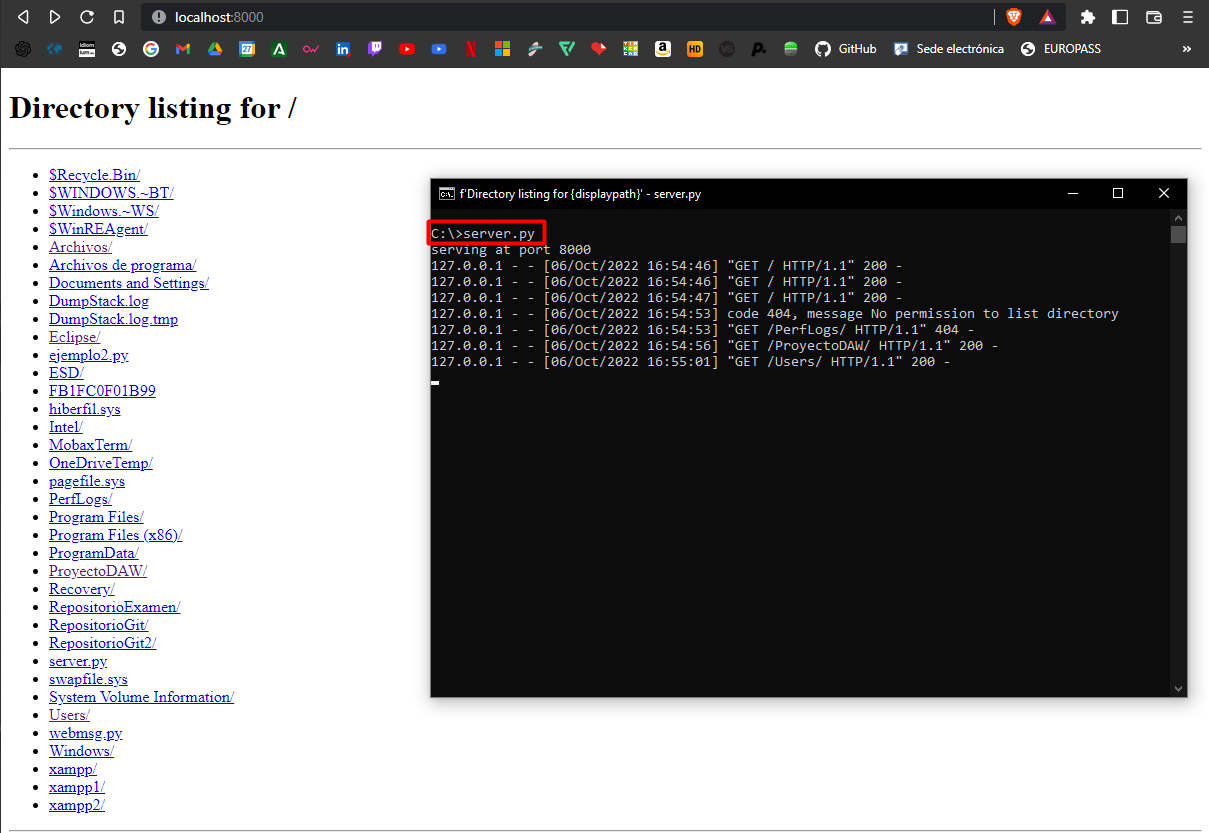 localhost:8000
idiom
ium...
27
HD
GitHub
Sede electrónica
EUROPASS
»
Directory listing for /
$Recycle.Bin/
$WINDOWS.~BT/
$Windows.~WS/
$WinREAgent/
Archivos/
Archivos de programa/
Documents and Settings/
DumpStack.log
DumpStack.log.tmp
Eclipse/
ejemplo2.py
ESD/
FB1FC0F01B99
hiberfil.sys
Intel/
MobaxTerm/
OneDriveTemp/
pagefile.sys
PerfLogs/
Program Files/
Program Files (x86)/
ProgramData/
ProyectoDAW/
Recovery/
RepositorioExamen/
RepositorioGit/
RepositorioGit2/
server.py
swapfile.sys
System Volume Information/
Users/
webmsg.py
Windows/
xampp/
xampp1/
xampp2/
f'Directory listing for {displaypath}' - server.py
C:\>server.py
serving at port 8000
127.0.0.1 - - [06/Oct/2022 16:54:46] "GET / HTTP/1.1" 200 -
127.0.0.1 - - [06/Oct/2022 16:54:46] "GET / HTTP/1.1" 200 -
127.0.0.1 - - [06/Oct/2022 16:54:47] "GET / HTTP/1.1" 200 -
127.0.0.1 - - [06/Oct/2022 16:54:53] code 404, message No permission to list directory
127.0.0.1 - - [06/Oct/2022 16:54:53] "GET /PerfLogs/ HTTP/1.1" 404 -
127.0.0.1 - - [06/Oct/2022 16:54:56] "GET /ProyectoDAW/ HTTP/1.1" 200 -
127.0.0.1 - - [06/Oct/2022 16:55:01] "GET /Users/ HTTP/1.1" 200 -